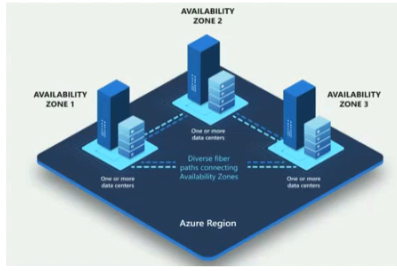 AVAILABILITY
ZONE 2
AVAILABILITY
ZONE 1
AVAILABILITY
ZONE 3
One or more
data centers
Diverse fiber
paths connecting
Availability Zones
One or more
data centers
One or more
data centers
Azure Region